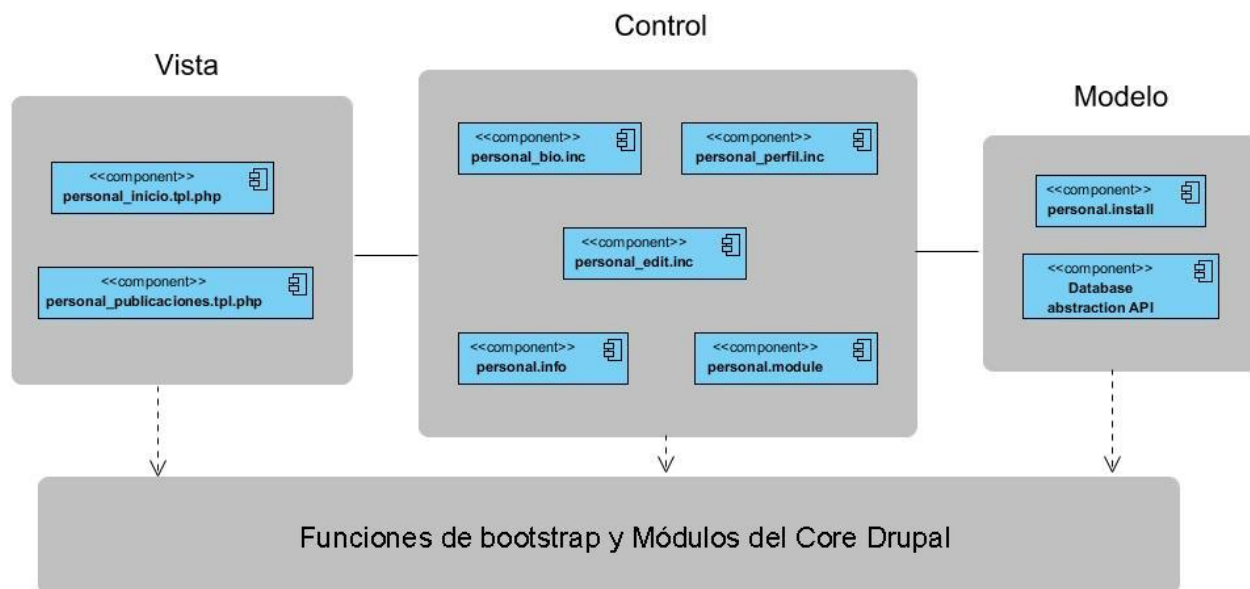 Vista
<<component>>
personal_inicio.tpl.php
<<component>>
personal_publicaciones.tpl.php
Control
<<component>>
personal_bio.inc
<<component>>
personal_perfil.inc
<<component>>
personal_edit.inc
<<component>>
personal.info
<<component>>
personal.module
Modelo
<<component>>
personal.install
<<component>>
Database
abstraction API
Funciones de bootstrap y Módulos del Core Drupal